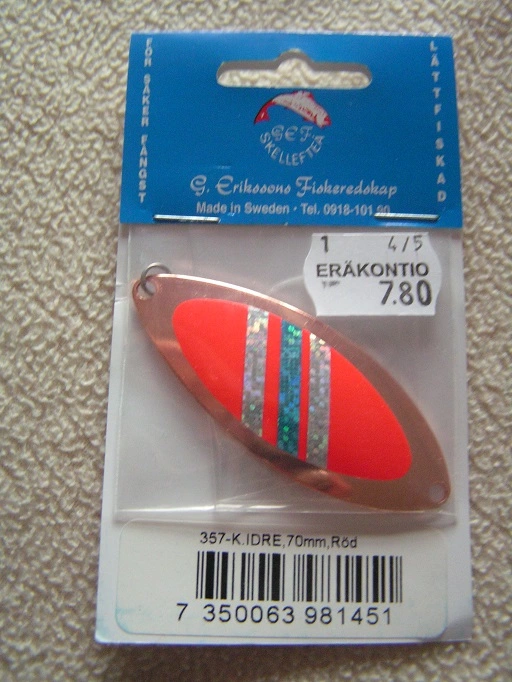 FÖR SÄKER FÅNGST
LÄTTFISKAD
G.E.F.
SKELLEFTEÅ
G. Erikssons Fiskeredskap
Made in Sweden · Tel. 0918-101 90
1 4/5
ERÄKONTIO
7.80
357-K.IDRE,70mm,Röd
7 350063 981451